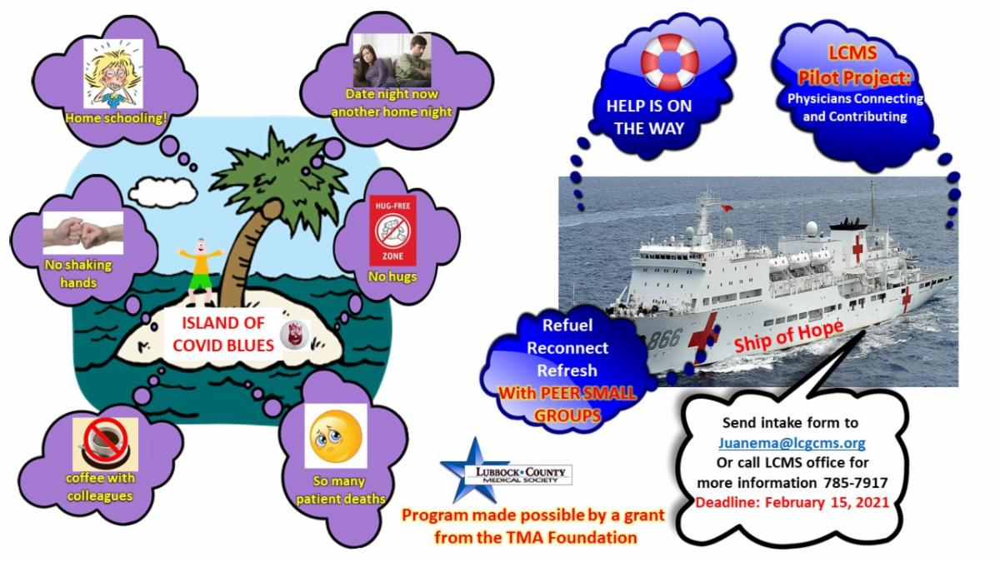 Home schooling!
Date night now
another home night
No shaking
hands
HUG-FREE
ZONE
No hugs
ISLAND OF
COVID BLUES
coffee with
colleagues
So many
patient deaths
HELP IS ON
THE WAY
LCMS
Pilot Project:
Physicians Connecting
and Contributing
866
Ship of Hope
Refuel
Reconnect
Refresh
With PEER SMALL
GROUPS
Send intake form to
Juanema@lcgcms.org
Or call LCMS office for
more information 785-7917
Deadline: February 15, 2021
LUBBOCK★COUNTY
MEDICAL SOCIETY
Program made possible by a grant
from the TMA Foundation